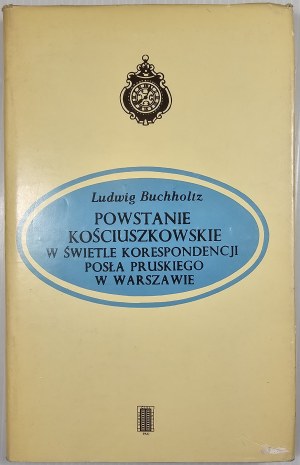 Ludwig Buchholtz
POWSTANIE
KOŚCIUSZKOWSKIE
W ŚWIETLE KORESPONDENCJI
POSŁA PRUSKIEGO
W WARSZAWIE